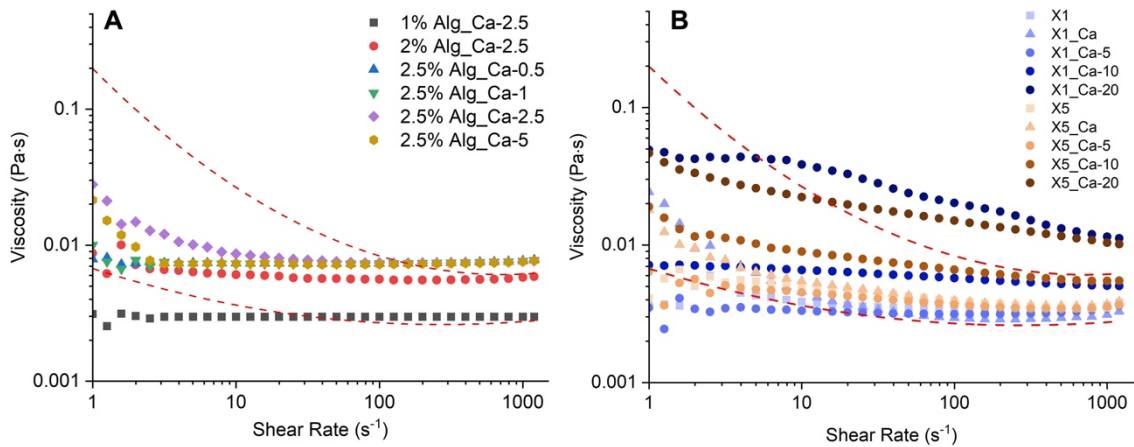 A
1% Alg_Ca-2.5
2% Alg_Ca-2.5
2.5% Alg_Ca-0.5
2.5% Alg_Ca-1
2.5% Alg_Ca-2.5
2.5% Alg_Ca-5
0.1
0.01
0.001
Viscosity (Pa·s)
1
10
100
1000
Shear Rate (s⁻¹)
B
X1
X1_Ca
X1_Ca-5
X1_Ca-10
X1_Ca-20
X5
X5_Ca
X5_Ca-5
X5_Ca-10
X5_Ca-20
0.1
0.01
0.001
Viscosity (Pa·s)
1
10
100
1000
Shear Rate (s⁻¹)